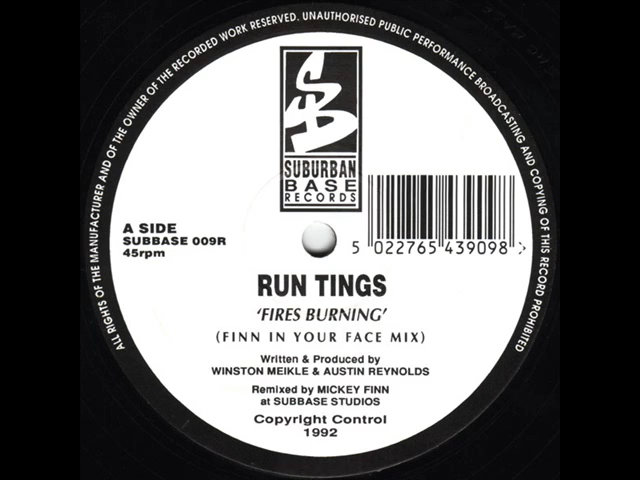 ALL RIGHTS OF THE MANUFACTURER AND OF THE OWNER OF THE RECORDED WORK RESERVED. UNAUTHORISED PUBLIC PERFORMANCE BROADCASTING AND COPYING OF THIS RECORD PROHIBITED
SUBURBAN
BASE
RECORDS
A SIDE
SUBBASE 009R
45rpm
5 022765 439098 >
RUN TINGS
'FIRES BURNING'
(FINN IN YOUR FACE MIX)
Written & Produced by
WINSTON MEIKLE & AUSTIN REYNOLDS
Remixed by MICKEY FINN
at SUBBASE STUDIOS
Copyright Control
1992